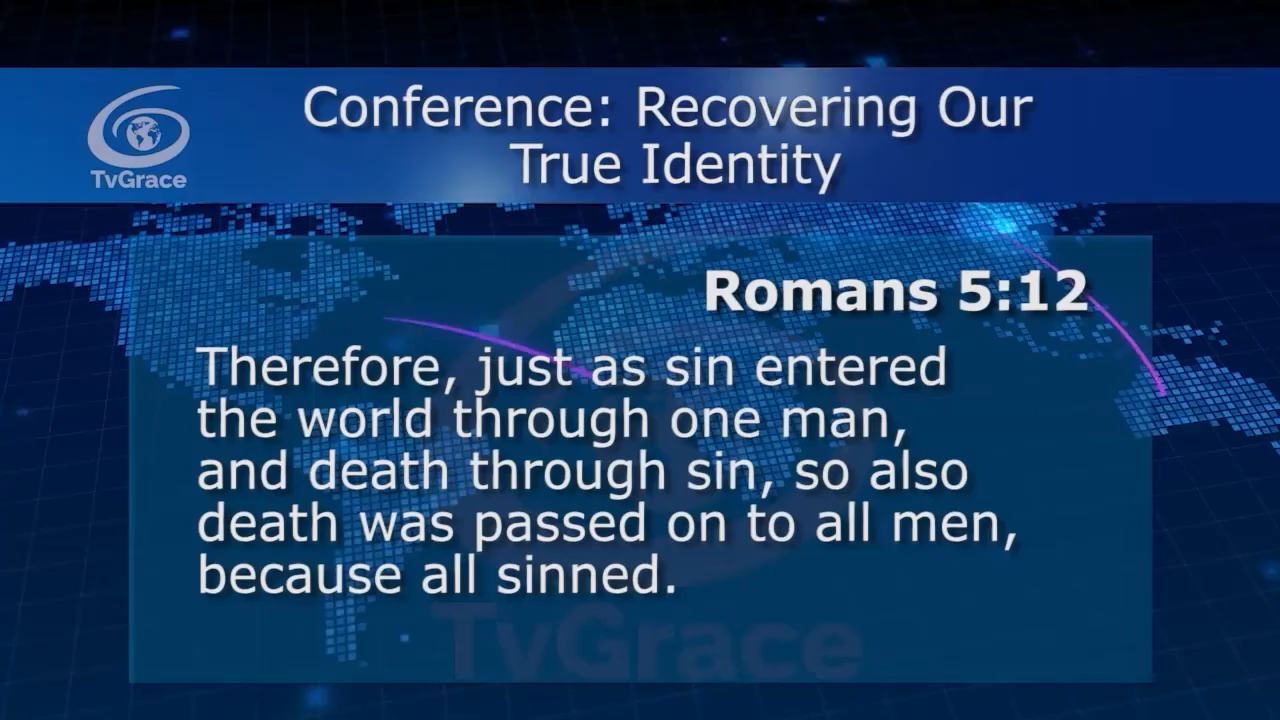 Conference: Recovering Our
True Identity
TvGrace
Romans 5:12
Therefore, just as sin entered
the world through one man,
and death through sin, so also
death was passed on to all men,
because all sinned.
TvGrace